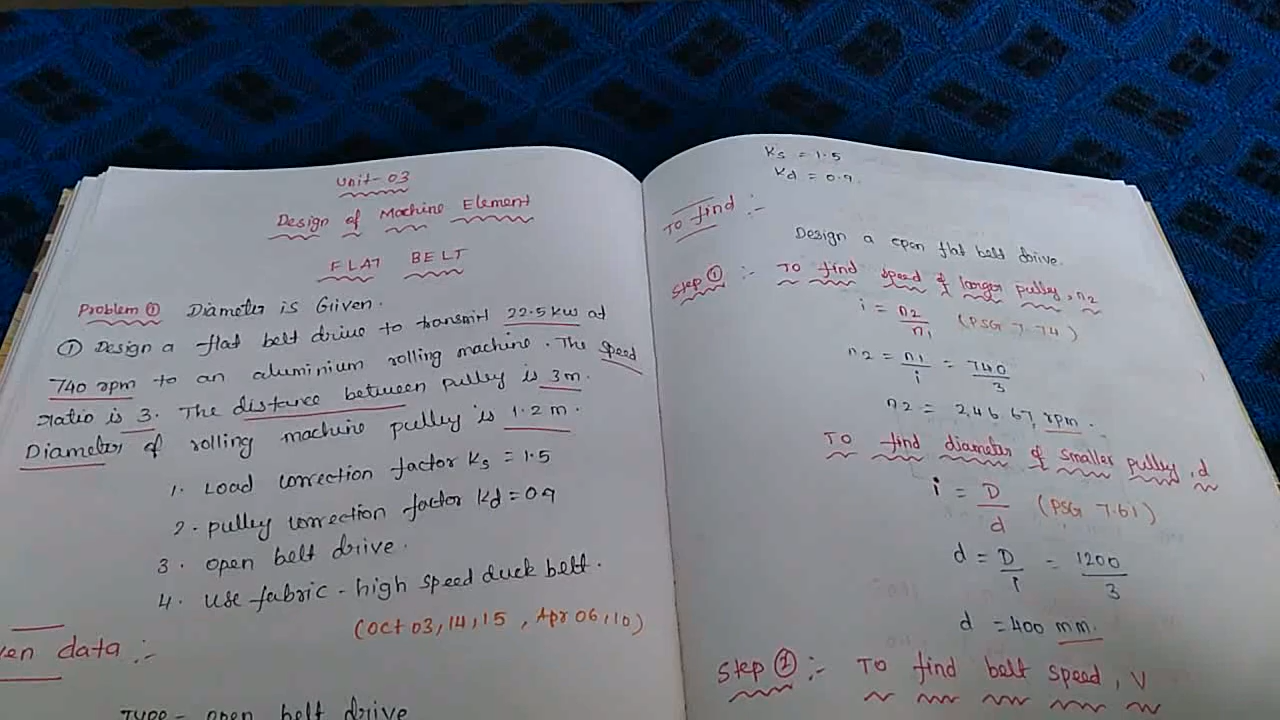 Unit-03
Design of Machine Element
FLAT BELT
Problem ① Diameter is Given.
① Design a flat belt drive to transmit 22.5 kw at
740 rpm to an aluminium rolling machine. The speed
ratio is 3. The distance between pulley is 3m.
Diameter of rolling machine pulley is 1.2 m.
1. Load correction factor Ks = 1.5
2. pulley correction factor Kd = 0.9
3. open belt drive.
4. use fabric - high speed duck belt.
(Oct 03, 14, 15, Apr 06, 10)
ven data :-
Type - open belt drive
Ks = 1.5
Kd = 0.9.
To find :-
Design a open flat belt drive.
Step ① :- To find speed of larger pulley, n2
i = n2/n1 (PSG 7.74)
n2 = n1/i = 740/3
n2 = 246.67, rpm.
To find diameter of smaller pulley, d
i = D/d (PSG 7.61)
d = D/i = 1200/3
d = 400 mm.
Step ② :- To find belt speed, V